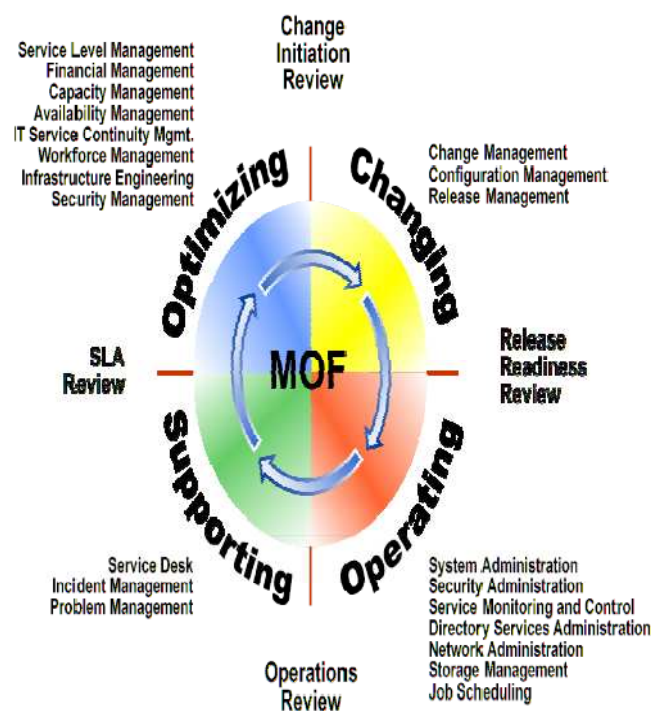 Change
Initiation
Review
Service Level Management
Financial Management
Capacity Management
Availability Management
IT Service Continuity Mgmt.
Workforce Management
Infrastructure Engineering
Security Management
Optimizing
Changing
Change Management
Configuration Management
Release Management
SLA
Review
MOF
Release
Readiness
Review
Supporting
Operating
Service Desk
Incident Management
Problem Management
System Administration
Security Administration
Service Monitoring and Control
Directory Services Administration
Network Administration
Storage Management
Job Scheduling
Operations
Review